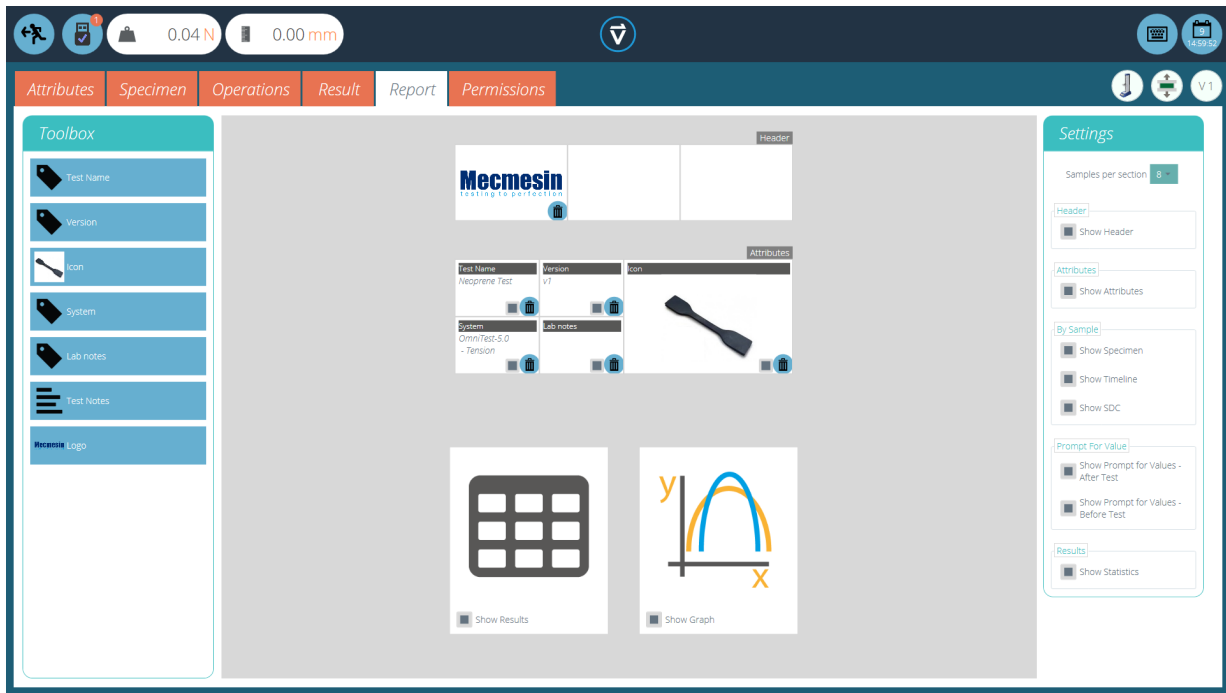 1
0.04 N
0.00 mm
9
14:59:52
Attributes
Specimen
Operations
Result
Report
Permissions
V 1
Toolbox
Test Name
Version
Icon
System
Lab notes
Test Notes
Mecmesin Logo
Header
Mecmesin
testing to perfection
Attributes
Test Name
Neoprene Test
Version
v1
Icon
System
OmniTest-5.0
- Tension
Lab notes
Show Results
y
x
Show Graph
Settings
Samples per section 8
Header
Show Header
Attributes
Show Attributes
By Sample
Show Specimen
Show Timeline
Show SDC
Prompt For Value
Show Prompt for Values -
After Test
Show Prompt for Values -
Before Test
Results
Show Statistics